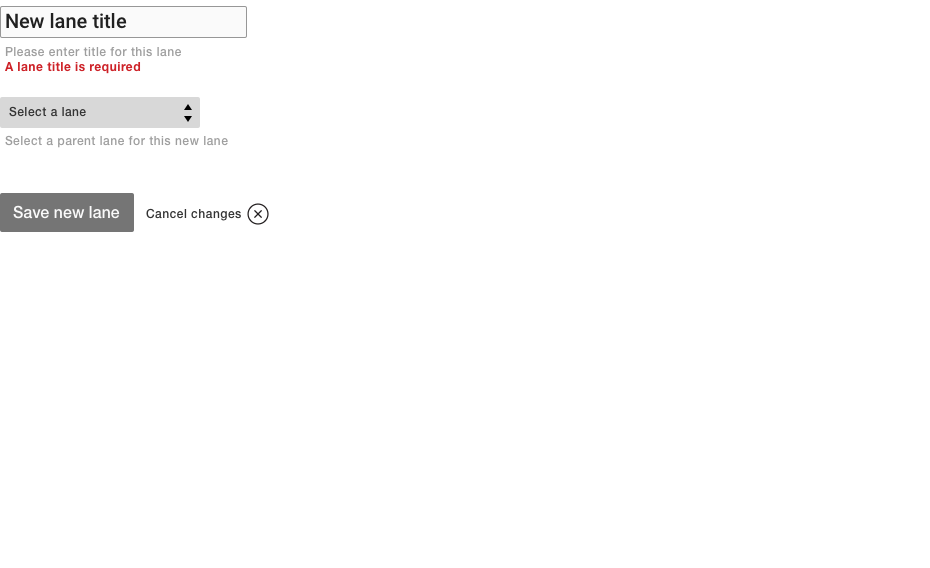 New lane title
Please enter title for this lane
A lane title is required
Select a lane
Select a parent lane for this new lane
Save new lane
Cancel changes